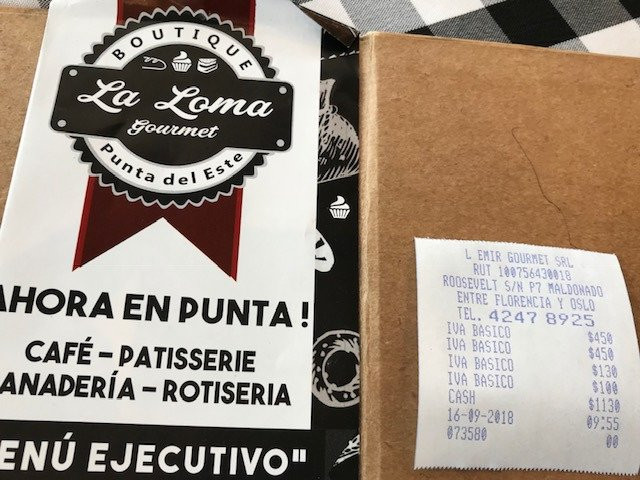 BOUTIQUE
La Loma
Gourmet
Punta del Este
AHORA EN PUNTA!
CAFÉ – PATISSERIE
ANADERÍA – ROTISERIA
ENÚ EJECUTIVO"
L EMIR GOURMET SRL
RUT 100756430018
ROOSEVELT S/N P7 MALDONADO
ENTRE FLORENCIA Y OSLO
TEL. 4247 8925
IVA BASICO $450
IVA BASICO $450
IVA BASICO $130
IVA BASICO $100
CASH $1130
16-09-2018 09:55
073580 00